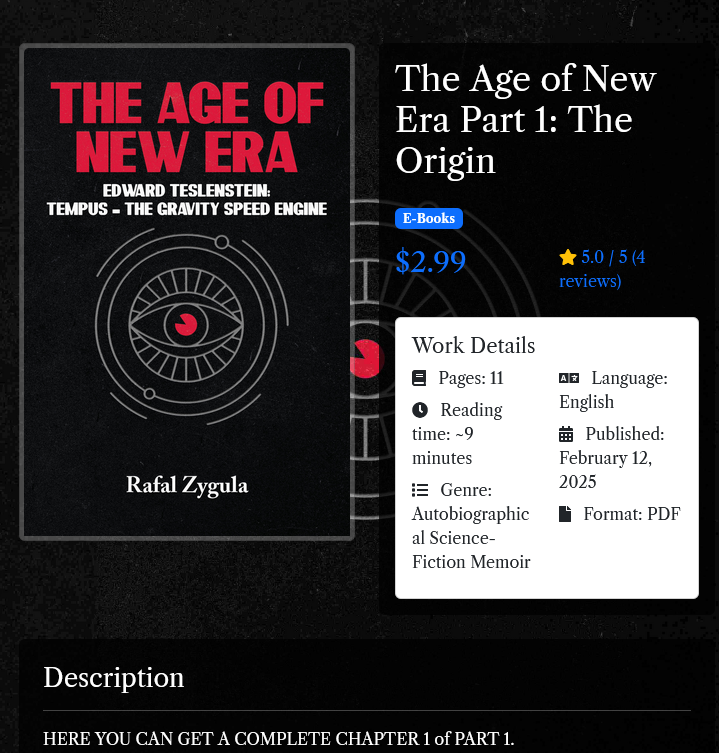 THE AGE OF
NEW ERA
EDWARD TESLENSTEIN:
TEMPUS - THE GRAVITY SPEED ENGINE
Rafal Zygula
The Age of New
Era Part 1: The
Origin
E-Books
$2.99
5.0 / 5 (4
reviews)
Work Details
Pages: 11
Reading
time: ~9
minutes
Genre:
Autobiographic
al Science-
Fiction Memoir
Language:
English
Published:
February 12,
2025
Format: PDF
Description
HERE YOU CAN GET A COMPLETE CHAPTER 1 of PART 1.